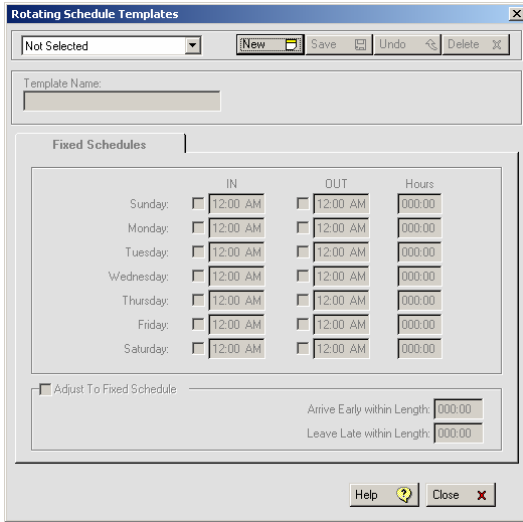 Rotating Schedule Templates
Not Selected New Save Undo Delete
Template Name:
Fixed Schedules
IN OUT Hours
Sunday: 12:00 AM 12:00 AM 000:00
Monday: 12:00 AM 12:00 AM 000:00
Tuesday: 12:00 AM 12:00 AM 000:00
Wednesday: 12:00 AM 12:00 AM 000:00
Thursday: 12:00 AM 12:00 AM 000:00
Friday: 12:00 AM 12:00 AM 000:00
Saturday: 12:00 AM 12:00 AM 000:00
Adjust To Fixed Schedule
Arrive Early within Length: 000:00
Leave Late within Length: 000:00
Help Close